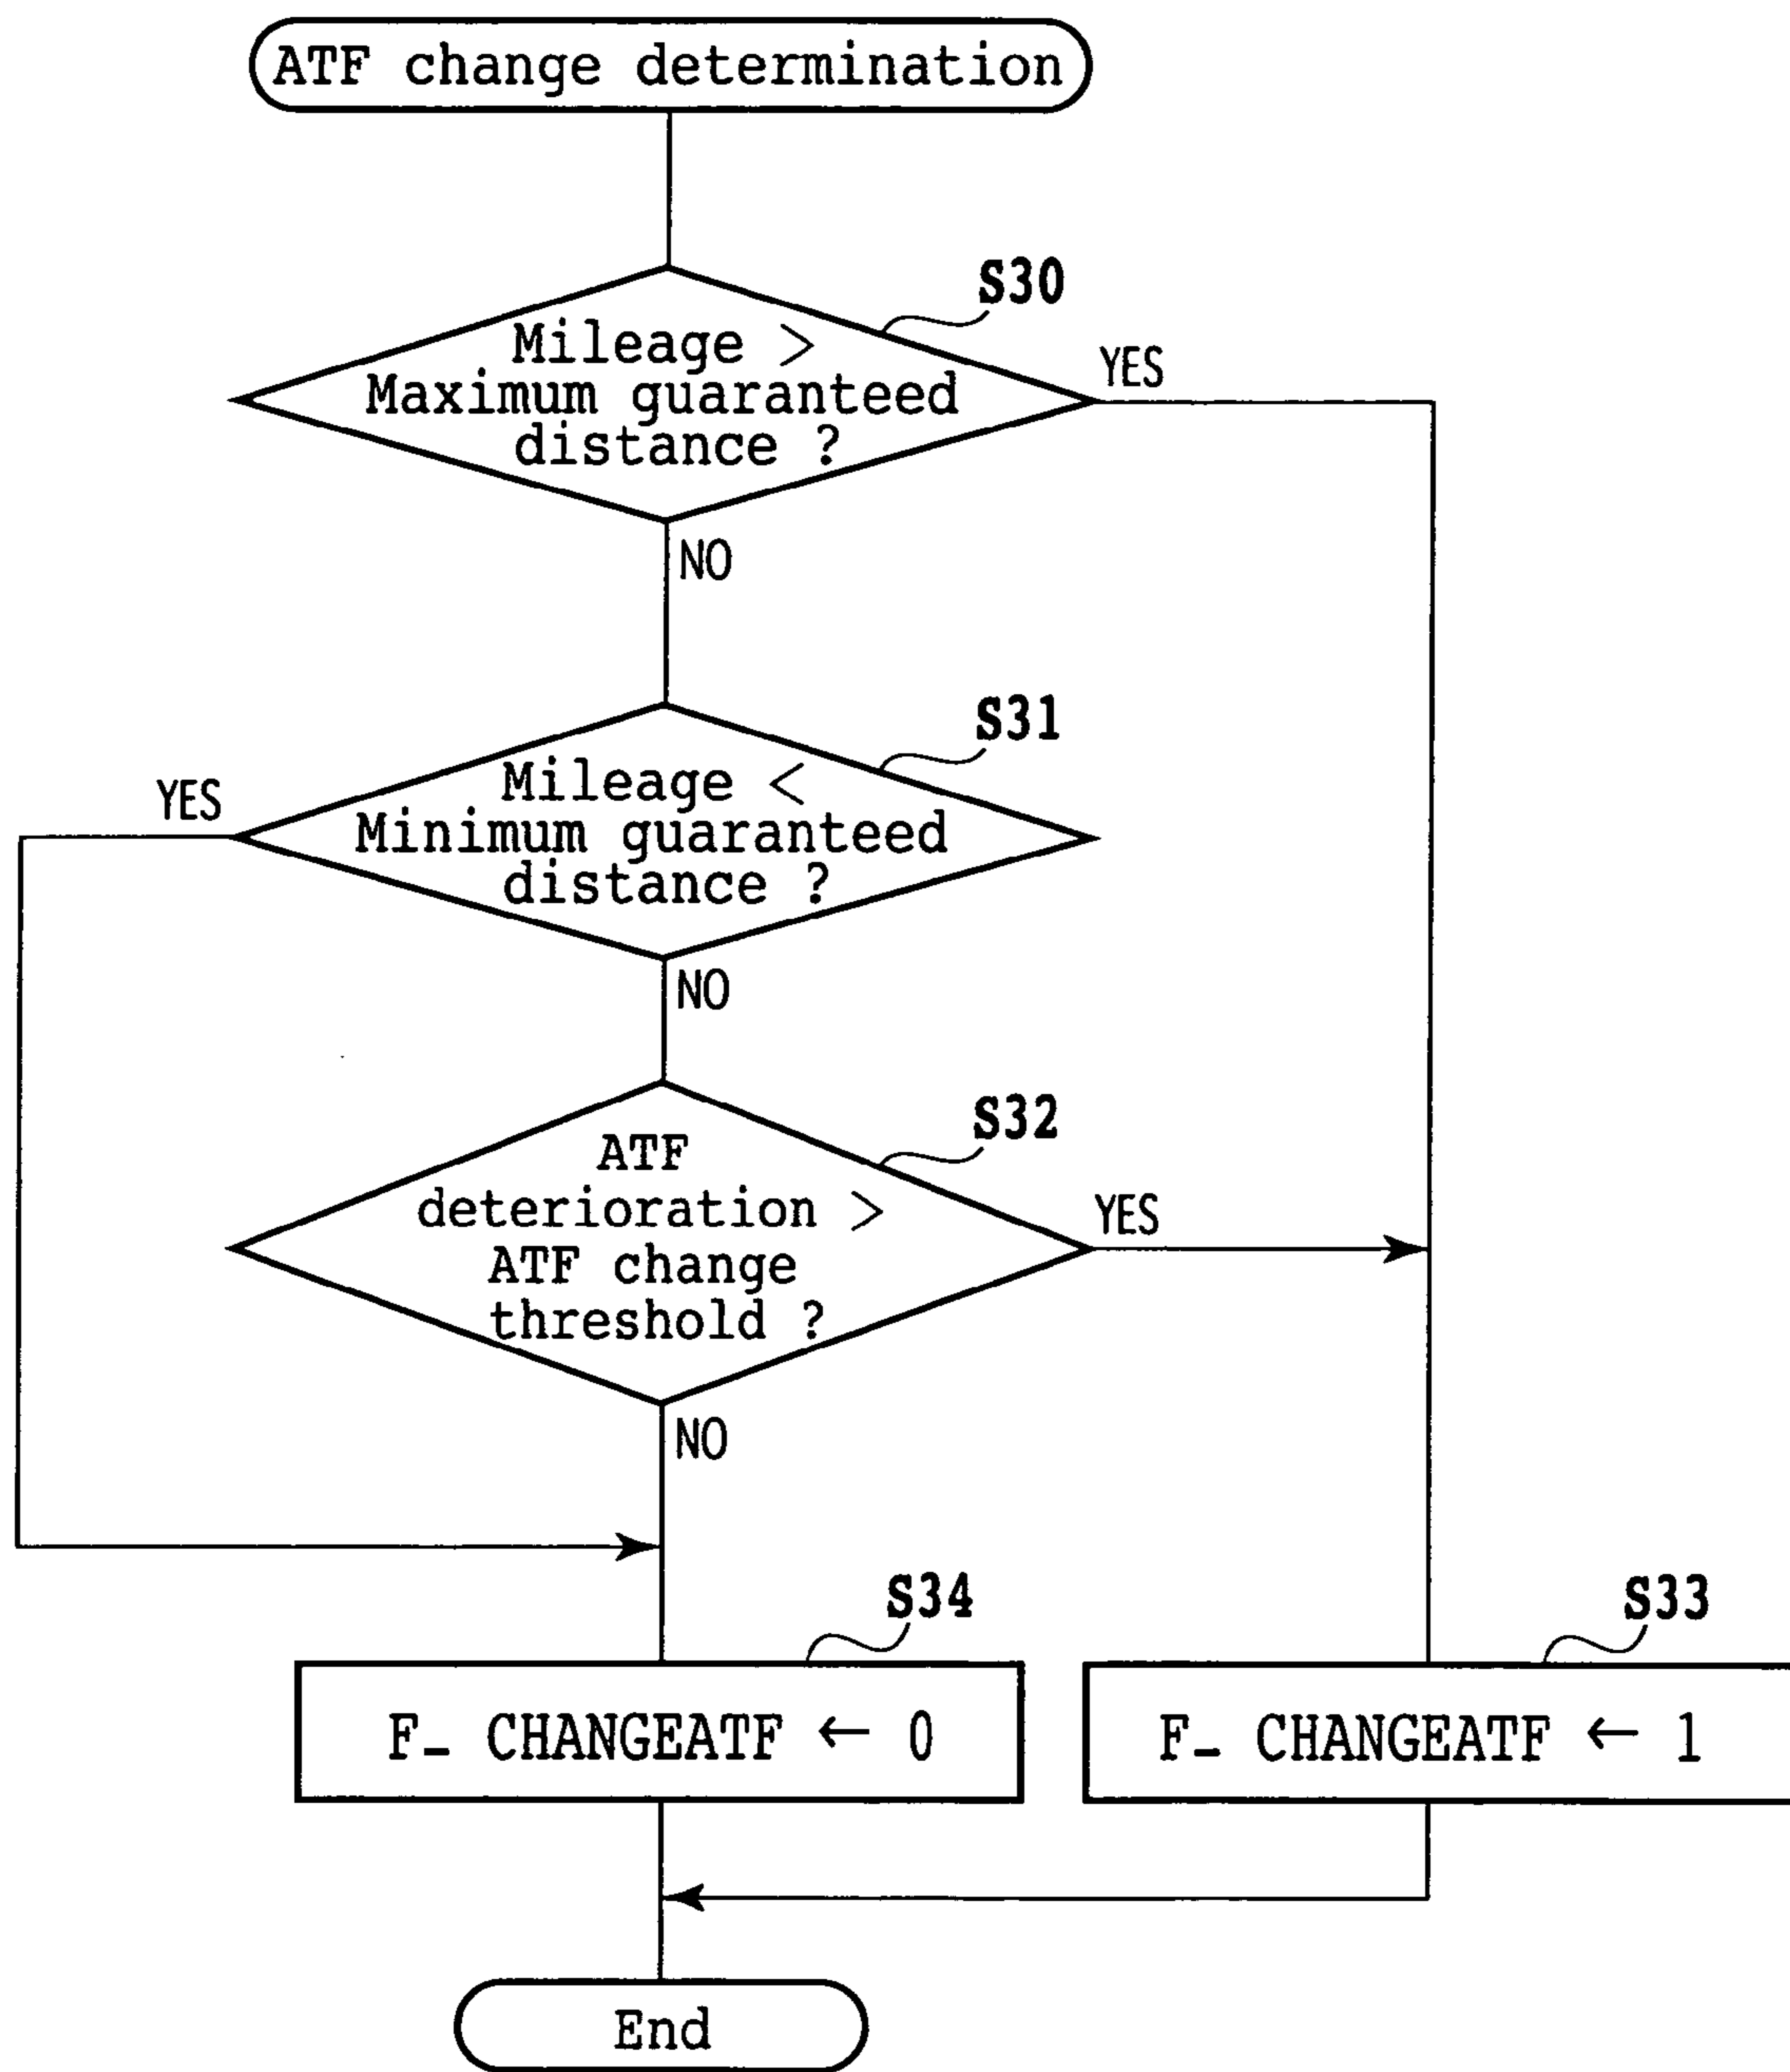 ATF change determination
S30
Mileage >
Maximum guaranteed
distance ?
YES
NO
S31
Mileage <
Minimum guaranteed
distance ?
YES
NO
S32
ATF
deterioration >
ATF change
threshold ?
YES
NO
S34
F_ CHANGEATF ← 0
S33
F_ CHANGEATF ← 1
End